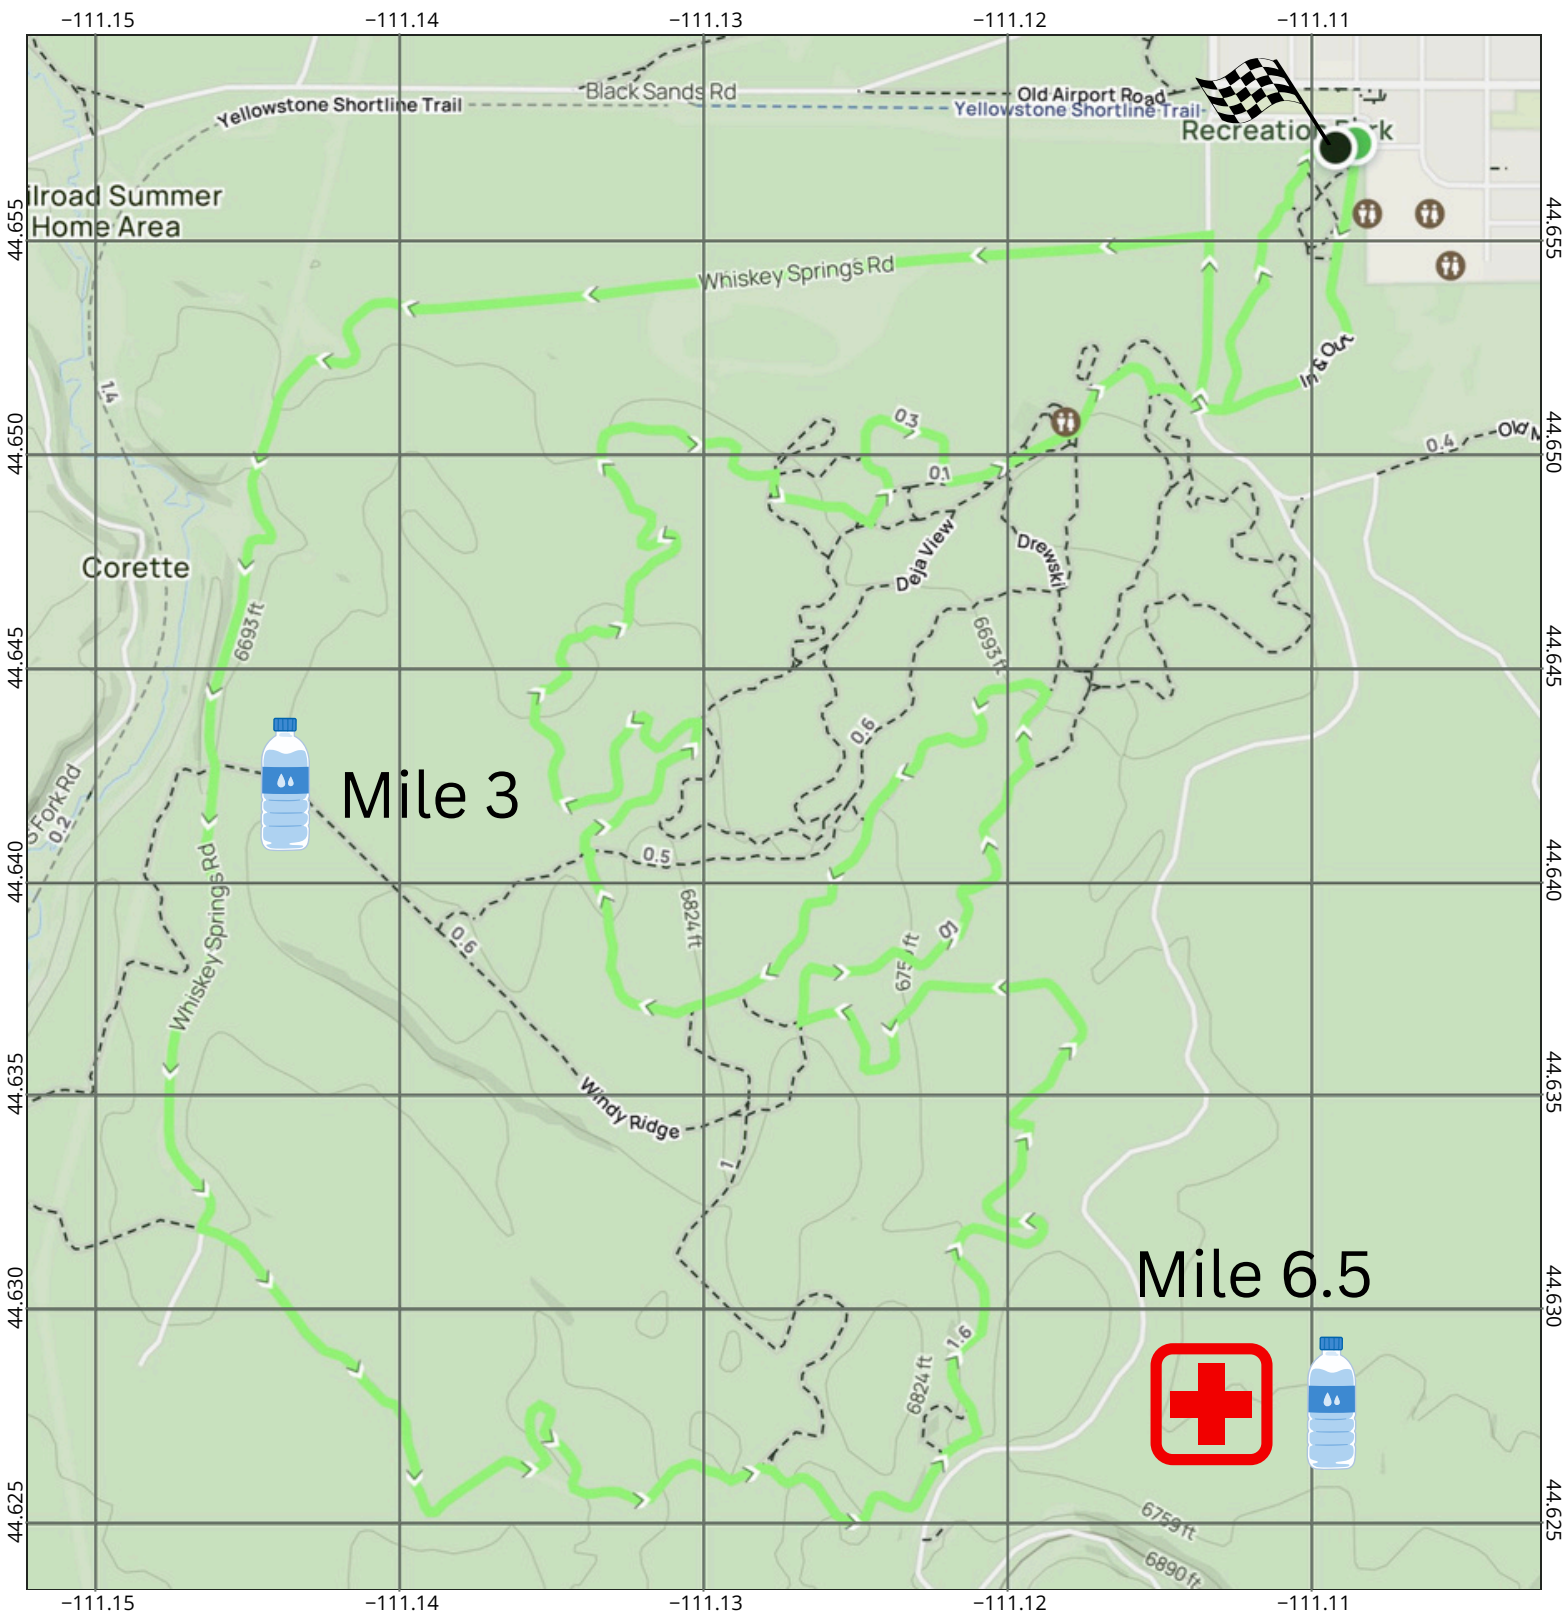 −111.15
−111.14
−111.13
−111.12
−111.11
Black Sands Rd
Yellowstone Shortline Trail
Old Airport Road
Yellowstone Shortline Trail
Recreation Park
ilroad Summer
Home Area
44.655
44.655
Whiskey Springs Rd
In & Out
1.4
0.3
0.4
Old M
44.650
44.650
0.1
Deja View
Drewski
Corette
6693 ft
6693 ft
44.645
44.645
0.6
Mile 3
S Fork Rd
0.2
0.5
Whiskey Springs Rd
44.640
44.640
6824 ft
0.6
01
675 ft
44.635
44.635
Windy Ridge
1
Mile 6.5
44.630
44.630
1.6
6824 ft
44.625
44.625
6759 ft
6890 ft
−111.15
−111.14
−111.13
−111.12
−111.11